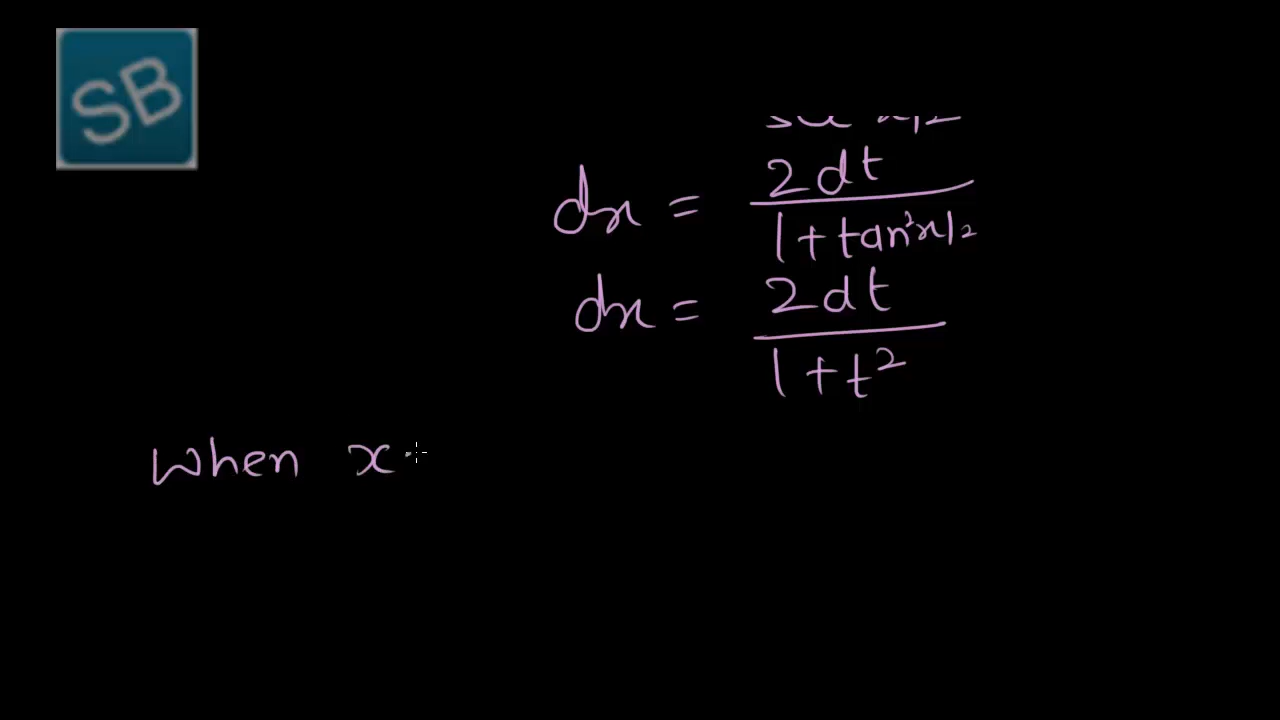 SB
2dt
dx = ―――
1 + tan²x/2
2dt
dx = ―――
1 + t²
When x